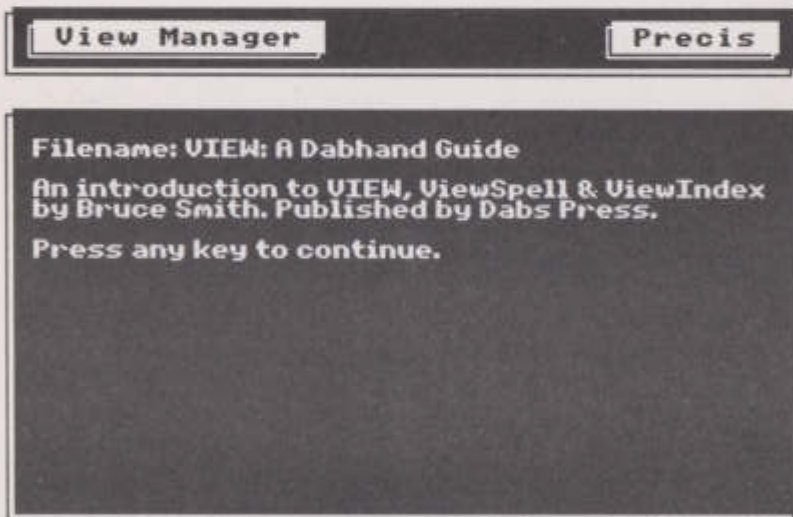 View Manager
Precis
Filename: VIEW: A Dabhand Guide
An introduction to VIEW, ViewSpell & ViewIndex
by Bruce Smith. Published by Dabs Press.
Press any key to continue.